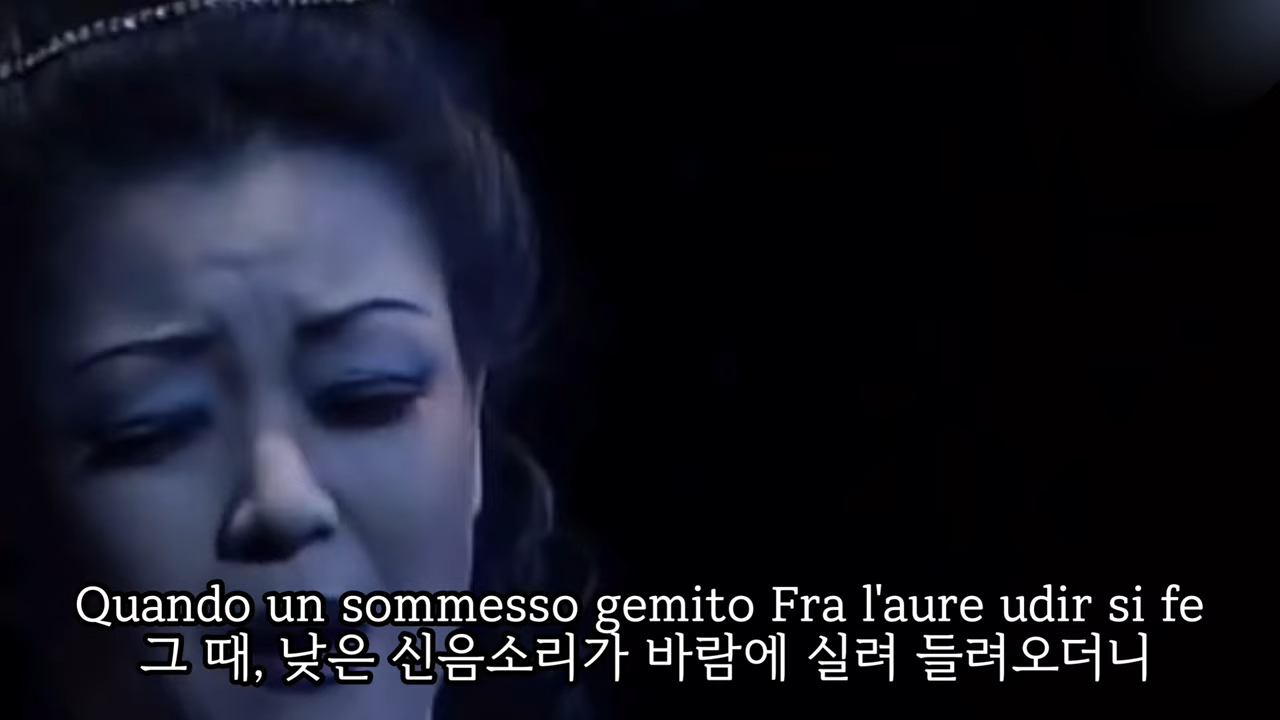 Quando un sommesso gemito Fra l'aure udir si fe
그 때, 낮은 신음소리가 바람에 실려 들려오더니